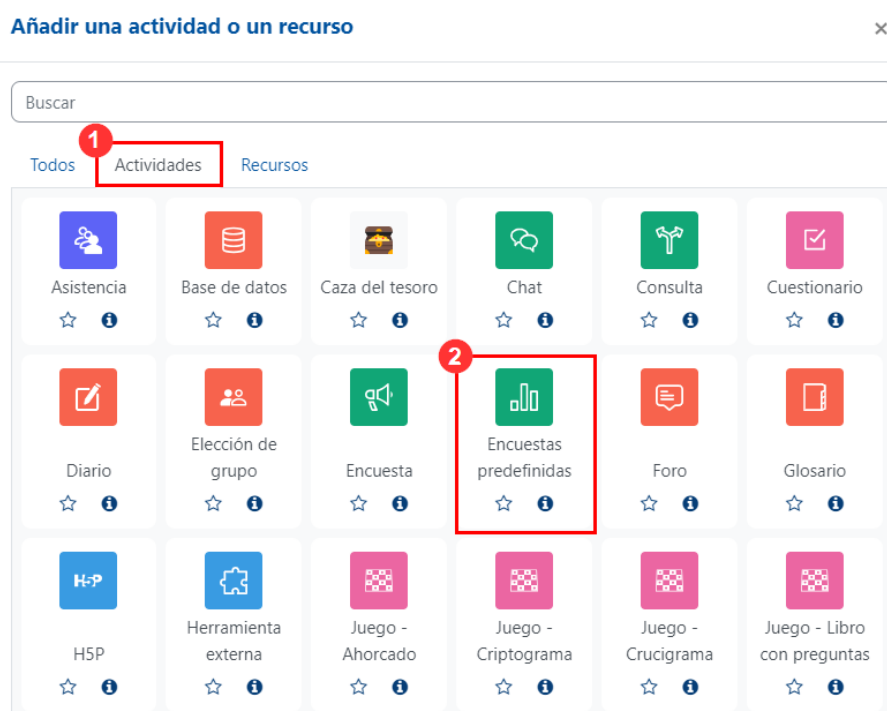 Añadir una actividad o un recurso
×
Buscar
1
Todos Actividades Recursos
Asistencia Base de datos Caza del tesoro Chat Consulta Cuestionario
2
Elección de Encuestas
Diario grupo Encuesta predefinidas Foro Glosario
H5P
Herramienta Juego - Juego - Juego - Juego - Libro
H5P externa Ahorcado Criptograma Crucigrama con preguntas